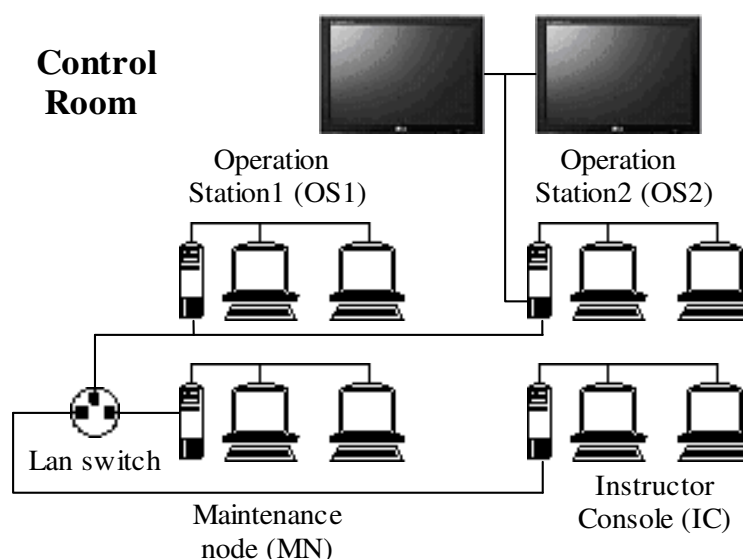 Control
Room
Operation
Station1 (OS1)
Operation
Station2 (OS2)
Lan switch
Maintenance
node (MN)
Instructor
Console (IC)